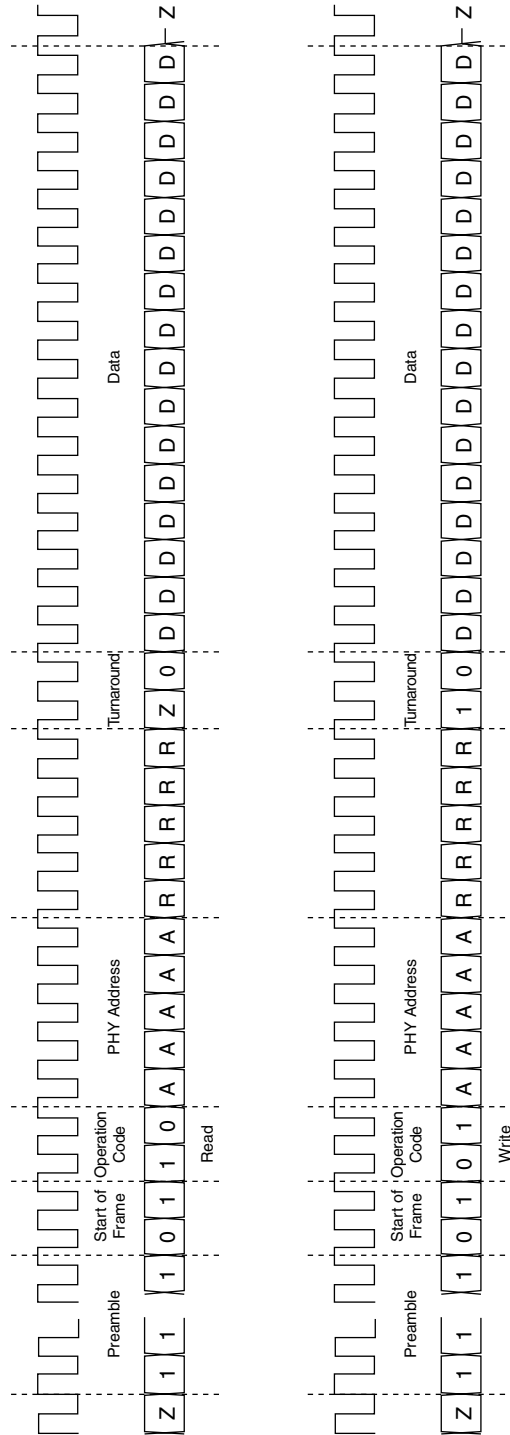 Preamble
Start of
Frame
Operation
Code
PHY Address
Turnaround
Data
Z 1 1 1 0 1 1 0 A A A A A R R R R R Z 0 D D D D D D D D D D D D D D D D Z
Read
Preamble
Start of
Frame
Operation
Code
PHY Address
Turnaround
Data
Z 1 1 1 0 1 0 1 A A A A A R R R R R 1 0 D D D D D D D D D D D D D D D D Z
Write